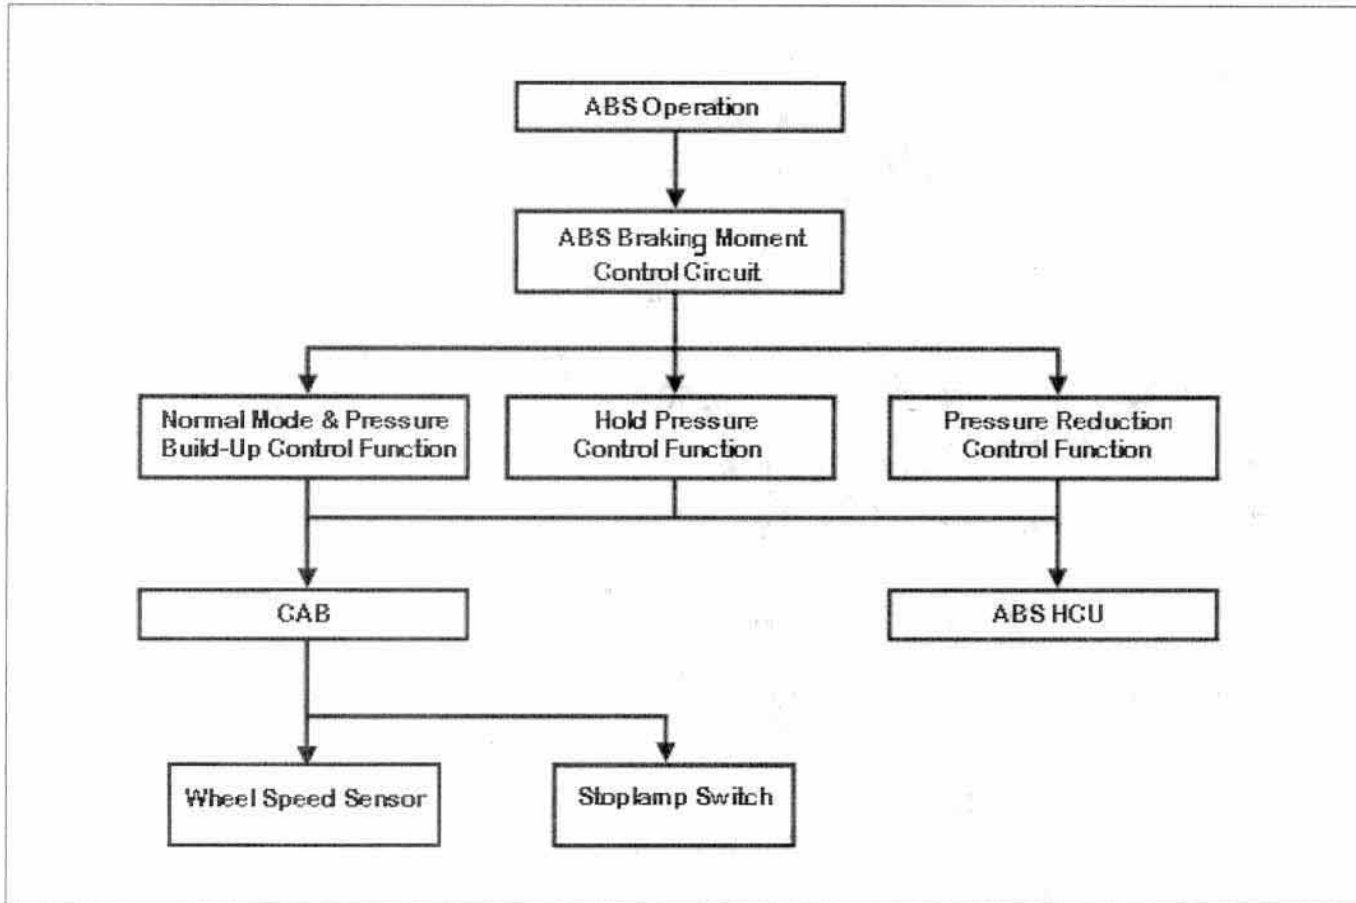 ABS Operation
ABS Braking Moment
Control Circuit
Normal Mode & Pressure
Build-Up Control Function
Hold Pressure
Control Function
Pressure Reduction
Control Function
CAB
ABS HCU
Wheel Speed Sensor
Stoplamp Switch